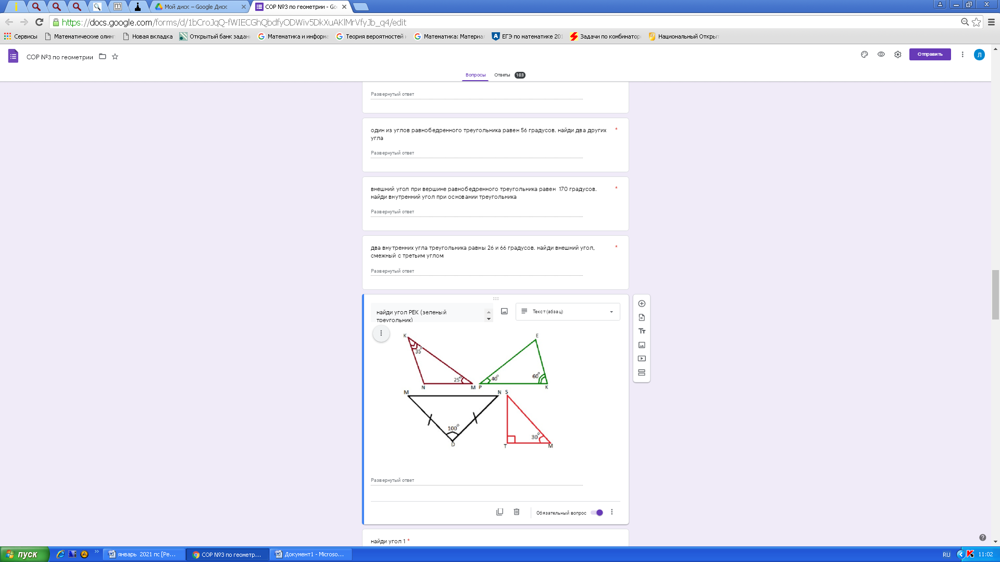 Мой диск – Google Диск
СОР №3 по геометрии - Go
https://docs.google.com/forms/d/1bCroJqQ-fWIECGhQbdfyODWiv5DkXuAKlMrVfyJb_q4/edit
Сервисы
Математические олимп
Новая вкладка
Открытый банк задан
Математика и информа
Теория вероятностей и
Математика: Материал
ЕГЭ по математике 201
Задачи по комбинатор
Национальный Открыт
СОР №3 по геометрии
Отправить
Л
Вопросы
Ответы
103
Развернутый ответ
один из углов равнобедренного треугольника равен 56 градусов. найди два других *
угла
Развернутый ответ
внешний угол при вершине равнобедренного треугольника равен 170 градусов. *
найди внутренний угол при основании треугольника
Развернутый ответ
два внутренних угла треугольника равны 26 и 66 градусов. найди внешний угол, *
смежный с третьим углом
Развернутый ответ
найди угол РЕК (зеленый
треугольник)
Текст (абзац)
K
35°
25°
N
M
E
40°
60°
P
K
M
N
100°
D
S
30°
T
M
Развернутый ответ
Обязательный вопрос
найди угол 1 *
пуск
январь 2021 пс [Ре...
СОР №3 по геометр...
Документ1 - Microso...
RU
11:02